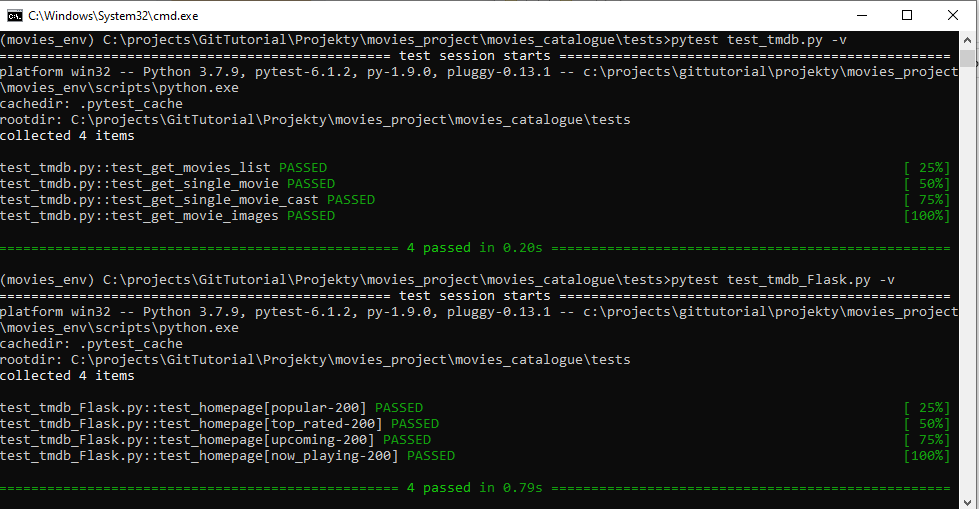 C:\Windows\System32\cmd.exe
(movies_env) C:\projects\GitTutorial\Projekty\movies_project\movies_catalogue\tests>pytest test_tmdb.py -v
================================================== test session starts ==================================================
platform win32 -- Python 3.7.9, pytest-6.1.2, py-1.9.0, pluggy-0.13.1 -- c:\projects\gittutorial\projekty\movies_project
\movies_env\scripts\python.exe
cachedir: .pytest_cache
rootdir: C:\projects\GitTutorial\Projekty\movies_project\movies_catalogue\tests
collected 4 items
test_tmdb.py::test_get_movies_list PASSED [ 25%]
test_tmdb.py::test_get_single_movie PASSED [ 50%]
test_tmdb.py::test_get_single_movie_cast PASSED [ 75%]
test_tmdb.py::test_get_movie_images PASSED [100%]
================================================== 4 passed in 0.20s ==================================================
(movies_env) C:\projects\GitTutorial\Projekty\movies_project\movies_catalogue\tests>pytest test_tmdb_Flask.py -v
================================================== test session starts ==================================================
platform win32 -- Python 3.7.9, pytest-6.1.2, py-1.9.0, pluggy-0.13.1 -- c:\projects\gittutorial\projekty\movies_project
\movies_env\scripts\python.exe
cachedir: .pytest_cache
rootdir: C:\projects\GitTutorial\Projekty\movies_project\movies_catalogue\tests
collected 4 items
test_tmdb_Flask.py::test_homepage[popular-200] PASSED [ 25%]
test_tmdb_Flask.py::test_homepage[top_rated-200] PASSED [ 50%]
test_tmdb_Flask.py::test_homepage[upcoming-200] PASSED [ 75%]
test_tmdb_Flask.py::test_homepage[now_playing-200] PASSED [100%]
================================================== 4 passed in 0.79s ==================================================